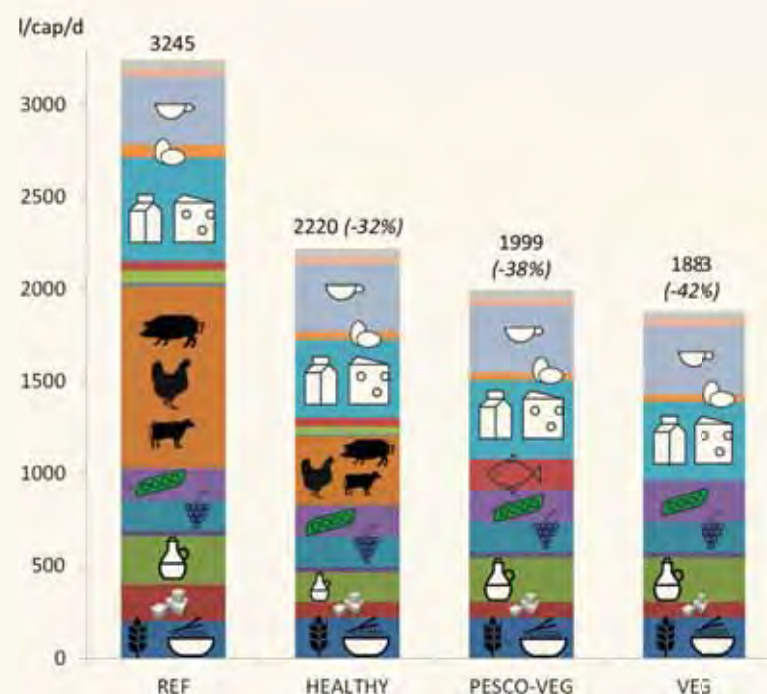 l/cap/d
3245
3000
2500
2220 (-32%)
1999
(-38%)
1883
(-42%)
2000
1500
1000
500
0
REF
HEALTHY
PESCO-VEG
VEG